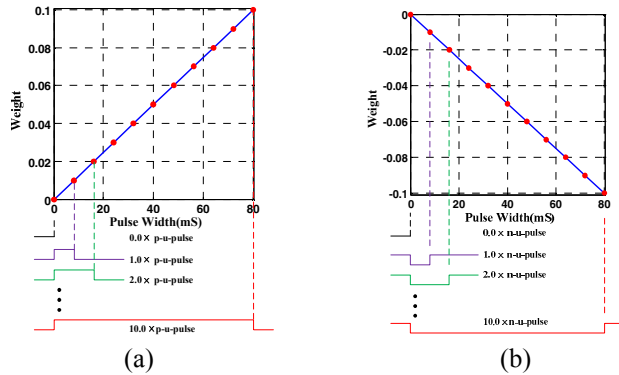 0.1
0.08
0.06
0.04
0.02
0
Weight
0 20 40 60 80
Pulse Width(mS)
0.0× p-u-pulse
1.0× p-u-pulse
2.0× p-u-pulse
10.0×p-u-pulse
(a)
0
-0.02
-0.04
-0.06
-0.08
-0.1
Weight
0 20 40 60 80
Pulse Width(mS)
0.0× n-u-pulse
1.0× n-u-pulse
2.0× n-u-pulse
10.0×n-u-pulse
(b)